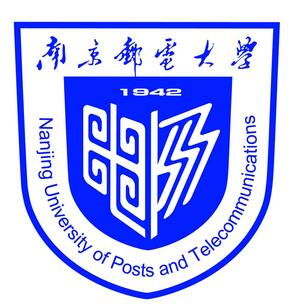 南京郵電大學
1942
Nanjing University of Posts and Telecommunications